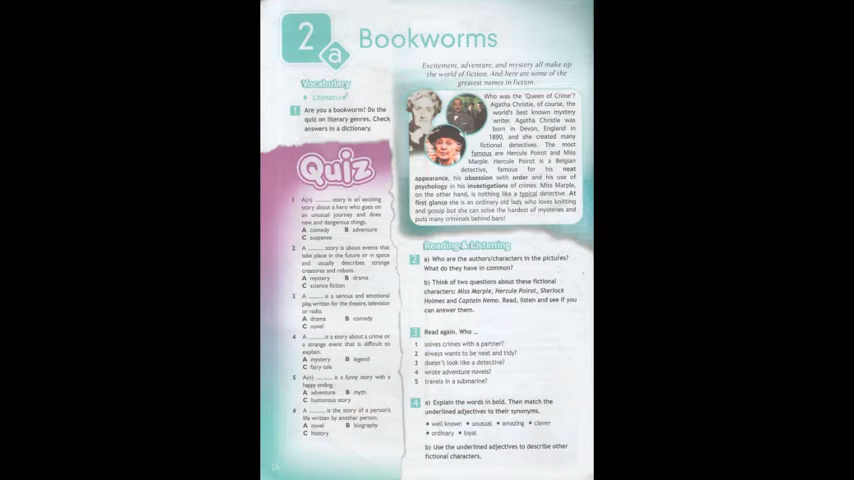 2
a
Bookworms
Excitement, adventure, and mystery all make up
the world of fiction. And here are some of the
greatest names in fiction.
Vocabulary
• Literature
1 Are you a bookworm? Do the
quiz on literary genres. Check
answers in a dictionary.
Quiz
1 A(n) ........ story is an exciting
story about a hero who goes on
an unusual journey and does
new and dangerous things.
A comedy B adventure
C suspense
2 A ........ story is about events that
take place in the future or in space
and usually describes strange
creatures and robots.
A mystery B drama
C science fiction
3 A ........ is a serious and emotional
play, written for the theatre, television
or radio.
A drama B comedy
C novel
4 A ........ is a story about a crime or
a strange event that is difficult to
explain.
A mystery B legend
C fairy tale
5 A(n) ........ is a funny story with a
happy ending.
A adventure B myth
C humorous story
6 A ........ is the story of a person's
life written by another person.
A novel B biography
C history
16
Who was the 'Queen of Crime'?
Agatha Christie, of course, the
world's best known mystery
writer. Agatha Christie was
born in Devon, England in
1890, and she created many
fictional detectives. The most
famous are Hercule Poirot and Miss
Marple. Hercule Poirot is a Belgian
detective, famous for his neat
appearance, his obsession with order and his use of
psychology in his investigations of crimes. Miss Marple,
on the other hand, is nothing like a typical detective. At
first glance she is an ordinary old lady who loves knitting
and gossip but she can solve the hardest of mysteries and
puts many criminals behind bars!
Reading & Listening
2 a) Who are the authors/characters in the pictures?
What do they have in common?
b) Think of two questions about these fictional
characters: Miss Marple, Hercule Poirot, Sherlock
Holmes and Captain Nemo. Read, listen and see if you
can answer them.
3 Read again. Who ...
1 solves crimes with a partner?
2 always wants to be neat and tidy?
3 doesn't look like a detective?
4 wrote adventure novels?
5 travels in a submarine?
4 a) Explain the words in bold. Then match the
underlined adjectives to their synonyms.
• well known • unusual • amazing • clever
• ordinary • loyal
b) Use the underlined adjectives to describe other
fictional characters.